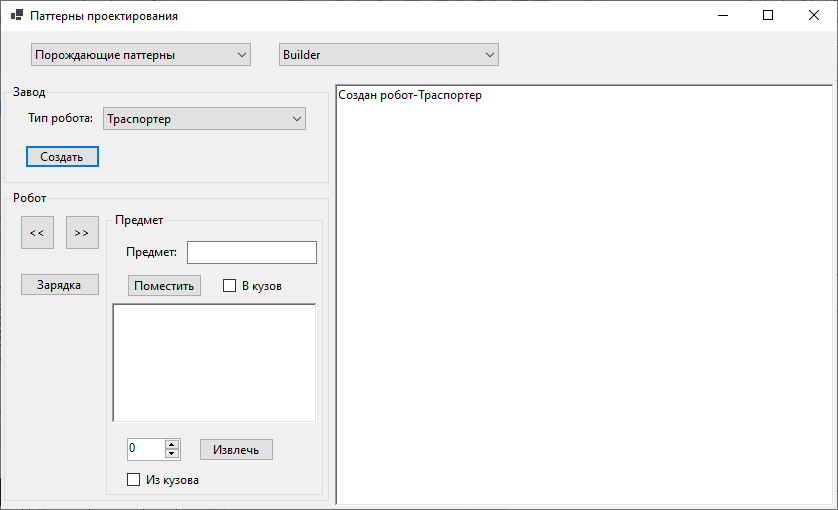 Паттерны проектирования
Порождающие паттерны
Builder
Завод
Тип робота:
Траспортер
Создать
Создан робот-Траспортер
Робот
<<
>>
Зарядка
Предмет
Предмет:
Поместить
В кузов
0
Извлечь
Из кузова